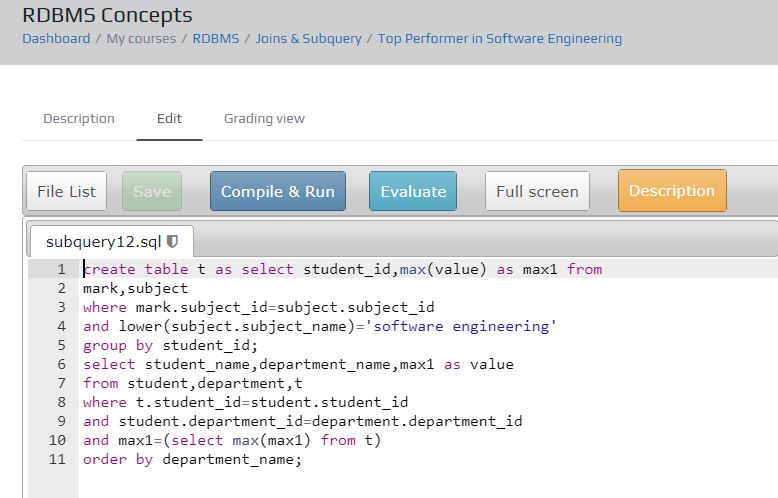 RDBMS Concepts
Dashboard / My courses / RDBMS / Joins & Subquery / Top Performer in Software Engineering
Description Edit Grading view
File List Save Compile & Run Evaluate Full screen Description
subquery12.sql
1 create table t as select student_id,max(value) as max1 from
2 mark,subject
3 where mark.subject_id=subject.subject_id
4 and lower(subject.subject_name)='software engineering'
5 group by student_id;
6 select student_name,department_name,max1 as value
7 from student,department,t
8 where t.student_id=student.student_id
9 and student.department_id=department.department_id
10 and max1=(select max(max1) from t)
11 order by department_name;